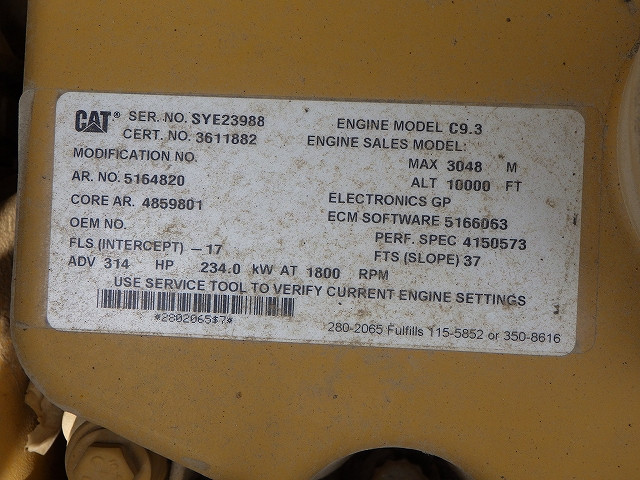 CAT® SER. NO. SYE23988 ENGINE MODEL C9.3
CERT. NO. 3611882 ENGINE SALES MODEL:
MODIFICATION NO. MAX 3048 M
AR. NO. 5164820 ALT 10000 FT
CORE AR. 4859801 ELECTRONICS GP
OEM NO. ECM SOFTWARE 5166063
FLS (INTERCEPT) -17 PERF. SPEC 4150573
ADV 314 HP 234.0 kW AT 1800 RPM FTS (SLOPE) 37
USE SERVICE TOOL TO VERIFY CURRENT ENGINE SETTINGS
*2802065$7*
280-2065 Fulfills 115-5852 or 350-8616